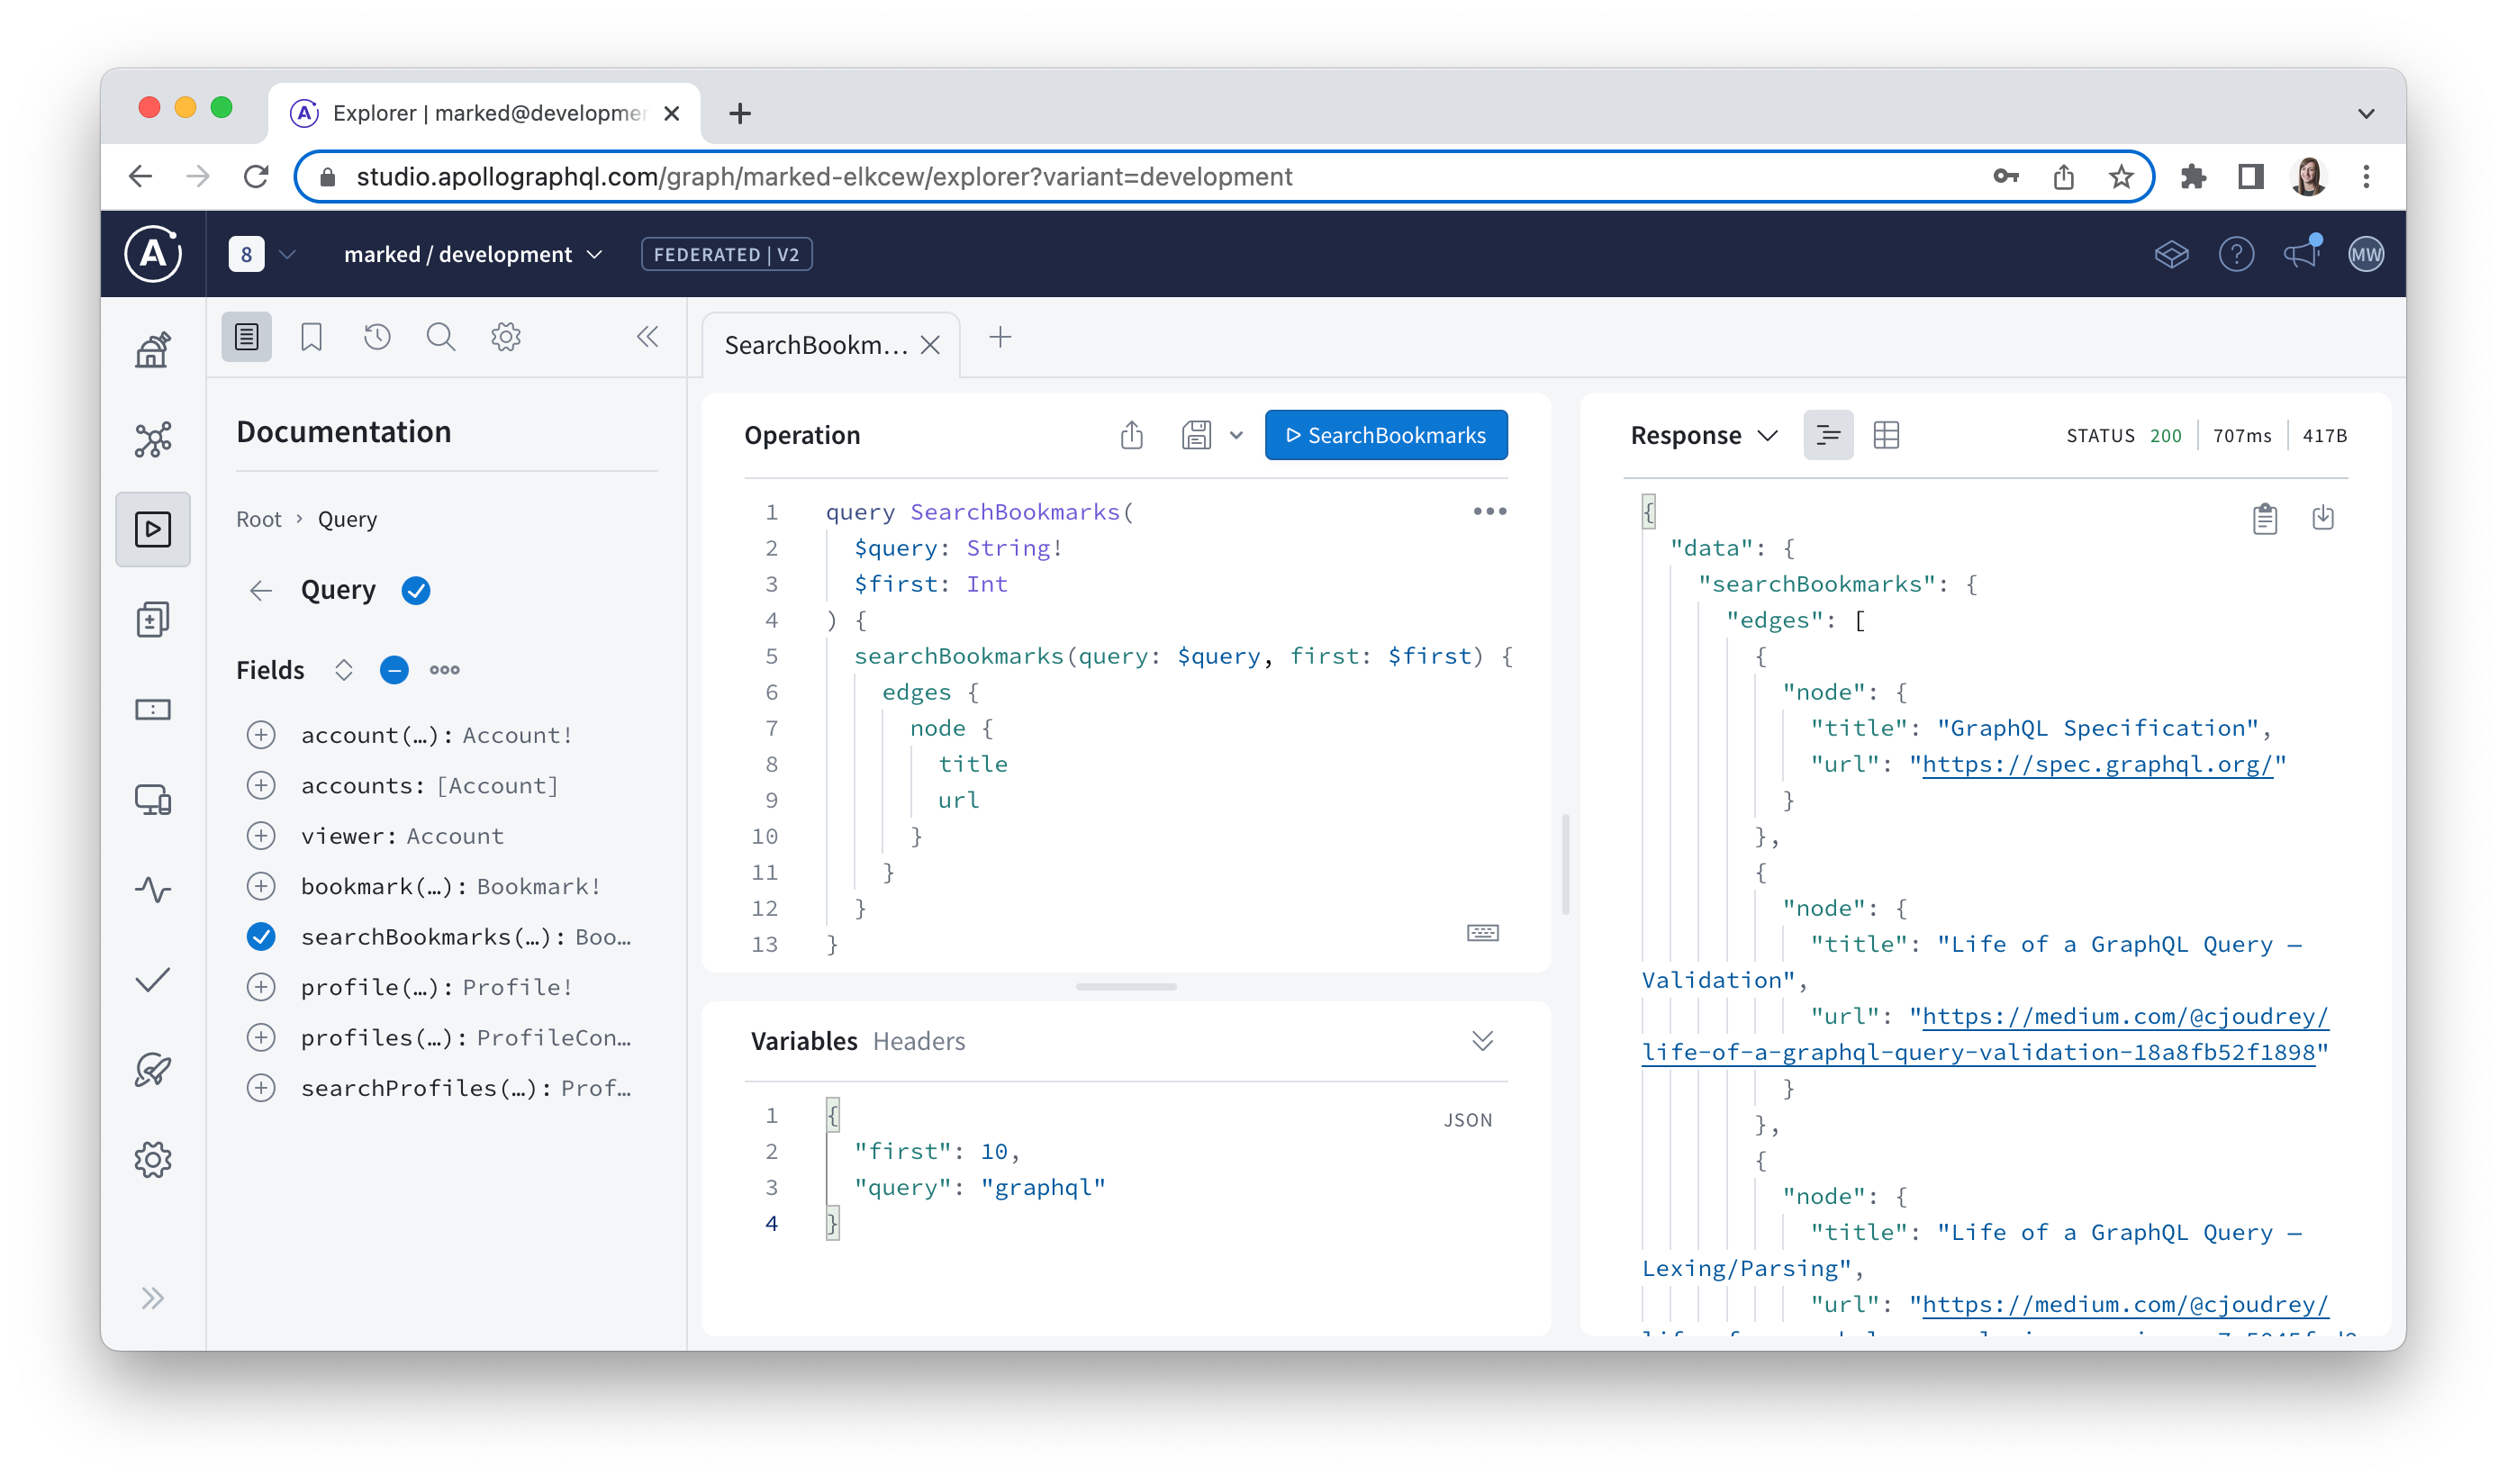 Explorer | marked@developmen
studio.apollographql.com/graph/marked-elkcew/explorer?variant=development
A
8
marked / development
FEDERATED | V2
?
MW
Documentation
Root › Query
Query
Fields
account(…): Account!
accounts: [Account]
viewer: Account
bookmark(…): Bookmark!
searchBookmarks(…): Boo…
profile(…): Profile!
profiles(…): ProfileCon…
searchProfiles(…): Prof…
SearchBookm…
Operation
SearchBookmarks
1 query SearchBookmarks(
2 $query: String!
3 $first: Int
4 ) {
5 searchBookmarks(query: $query, first: $first) {
6 edges {
7 node {
8 title
9 url
10 }
11 }
12 }
13 }
Variables Headers
JSON
1 {
2 "first": 10,
3 "query": "graphql"
4 }
Response
STATUS 200 707ms 417B
{
"data": {
"searchBookmarks": {
"edges": [
{
"node": {
"title": "GraphQL Specification",
"url": "https://spec.graphql.org/"
}
},
{
"node": {
"title": "Life of a GraphQL Query —
Validation",
"url": "https://medium.com/@cjoudrey/
life-of-a-graphql-query-validation-18a8fb52f1898"
}
},
{
"node": {
"title": "Life of a GraphQL Query —
Lexing/Parsing",
"url": "https://medium.com/@cjoudrey/